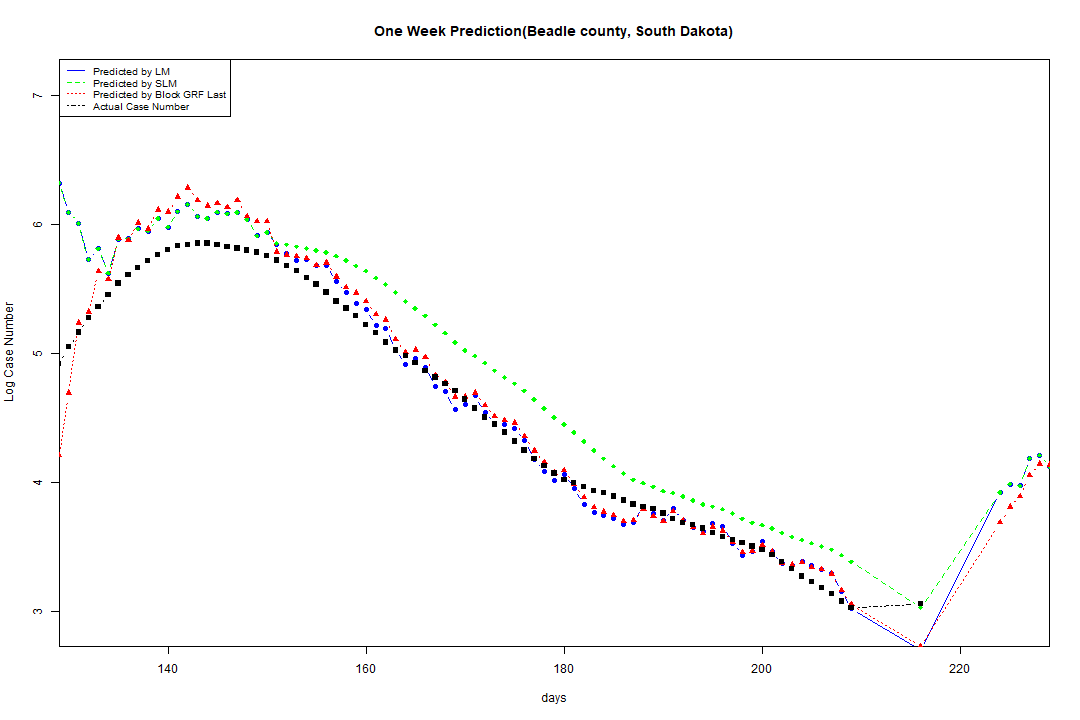 One Week Prediction(Beadle county, South Dakota)
Predicted by LM
Predicted by SLM
Predicted by Block GRF Last
Actual Case Number
7
6
5
4
3
Log Case Number
140 160 180 200 220
days